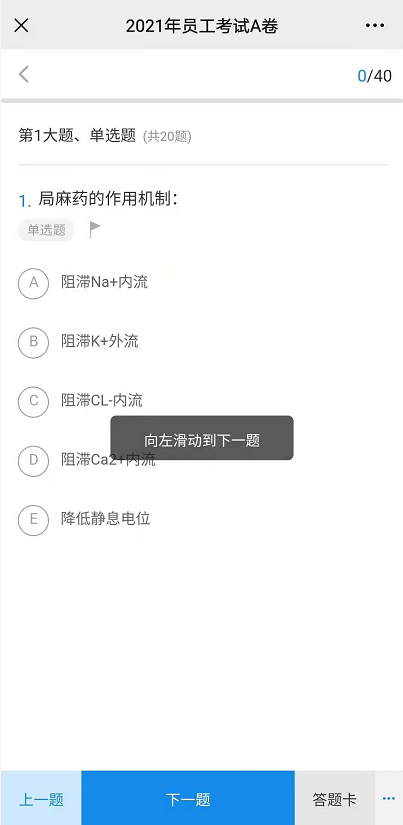 2021年员工考试A卷
0/40
第1大题、单选题 (共20题)
1. 局麻药的作用机制：
单选题
A 阻滞Na+内流
B 阻滞K+外流
C 阻滞CL-内流
向左滑动到下一题
D 阻滞Ca2+内流
E 降低静息电位
上一题 下一题 答题卡